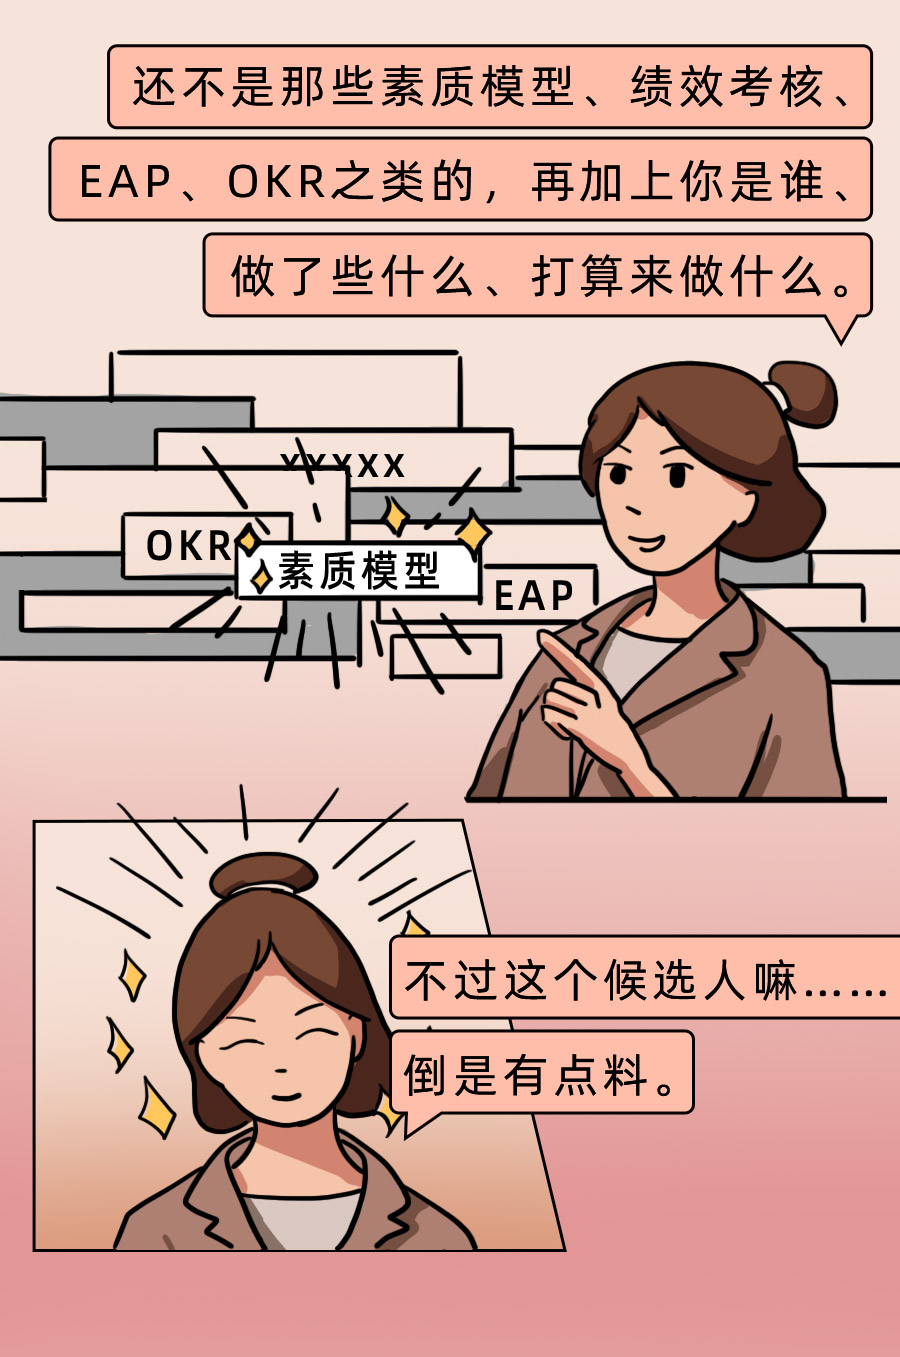 还不是那些素质模型、绩效考核、
EAP、OKR之类的，再加上你是谁、
做了些什么、打算来做什么。
XXXXX
OKR
素质模型
EAP
不过这个候选人嘛……
倒是有点料。